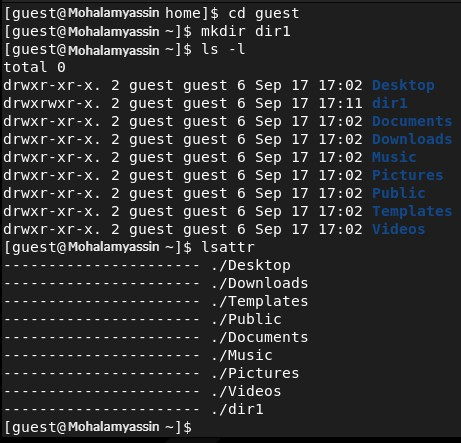 [guest@Mohalamyassin home]$ cd guest
[guest@Mohalamyassin ~]$ mkdir dir1
[guest@Mohalamyassin ~]$ ls -l
total 0
drwxr-xr-x. 2 guest guest 6 Sep 17 17:02 Desktop
drwxrwxr-x. 2 guest guest 6 Sep 17 17:11 dir1
drwxr-xr-x. 2 guest guest 6 Sep 17 17:02 Documents
drwxr-xr-x. 2 guest guest 6 Sep 17 17:02 Downloads
drwxr-xr-x. 2 guest guest 6 Sep 17 17:02 Music
drwxr-xr-x. 2 guest guest 6 Sep 17 17:02 Pictures
drwxr-xr-x. 2 guest guest 6 Sep 17 17:02 Public
drwxr-xr-x. 2 guest guest 6 Sep 17 17:02 Templates
drwxr-xr-x. 2 guest guest 6 Sep 17 17:02 Videos
[guest@Mohalamyassin ~]$ lsattr
---------------------- ./Desktop
---------------------- ./Downloads
---------------------- ./Templates
---------------------- ./Public
---------------------- ./Documents
---------------------- ./Music
---------------------- ./Pictures
---------------------- ./Videos
---------------------- ./dir1
[guest@Mohalamyassin ~]$